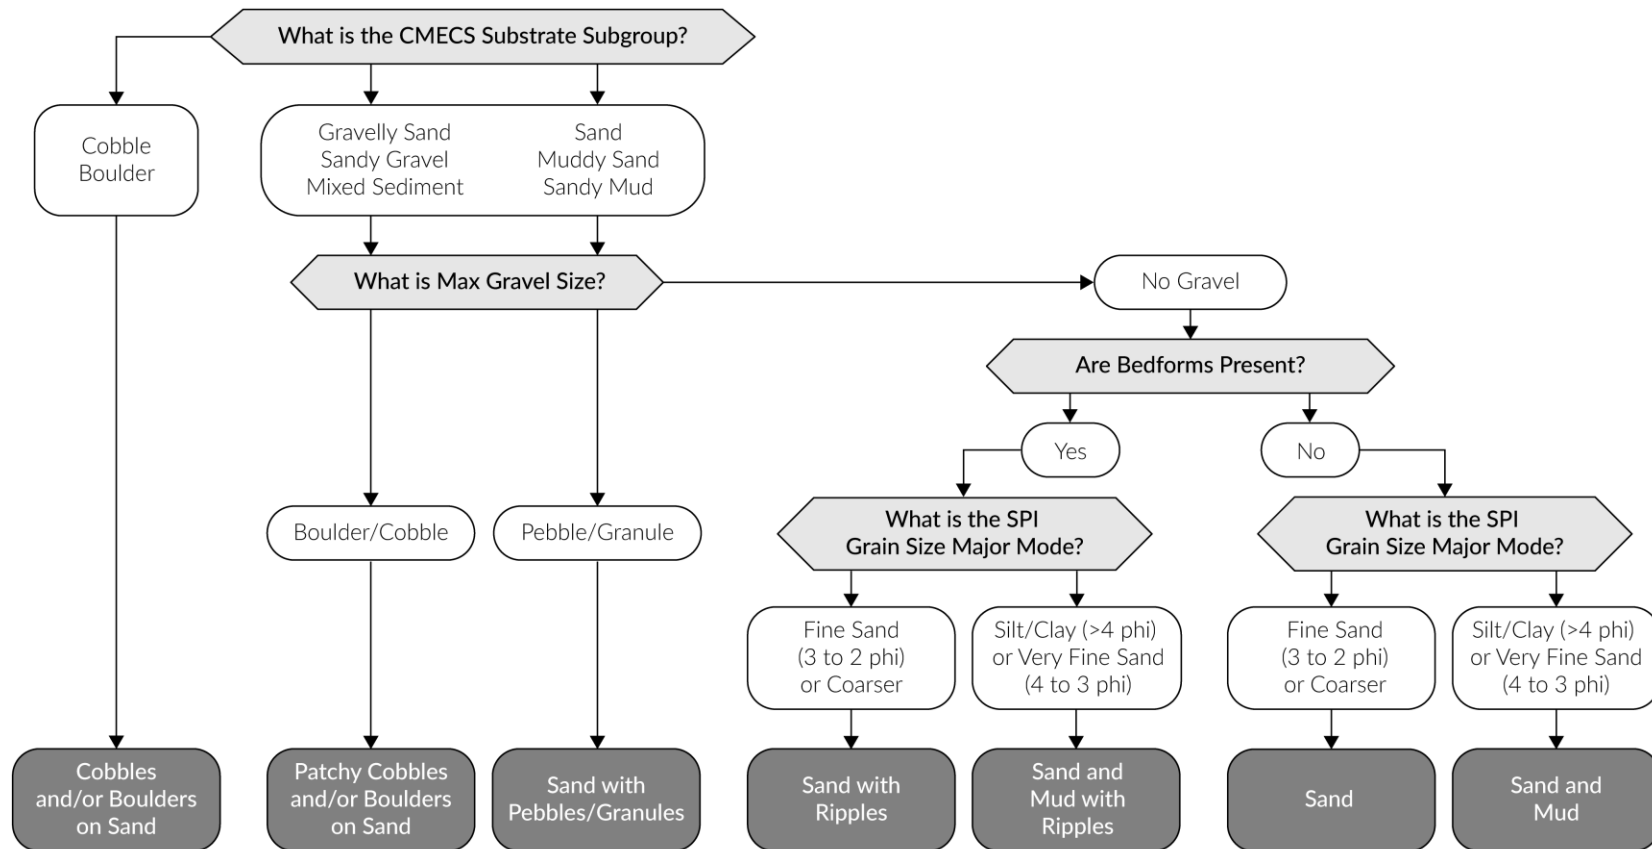 What is the CMECS Substrate Subgroup?
Cobble
Boulder
Gravelly Sand
Sandy Gravel
Mixed Sediment
Sand
Muddy Sand
Sandy Mud
What is Max Gravel Size?
No Gravel
Are Bedforms Present?
Yes
No
Boulder/Cobble
Pebble/Granule
What is the SPI
Grain Size Major Mode?
What is the SPI
Grain Size Major Mode?
Fine Sand
(3 to 2 phi)
or Coarser
Silt/Clay (>4 phi)
or Very Fine Sand
(4 to 3 phi)
Fine Sand
(3 to 2 phi)
or Coarser
Silt/Clay (>4 phi)
or Very Fine Sand
(4 to 3 phi)
Cobbles
and/or Boulders
on Sand
Patchy Cobbles
and/or Boulders
on Sand
Sand with
Pebbles/Granules
Sand with
Ripples
Sand and
Mud with
Ripples
Sand
Sand and
Mud